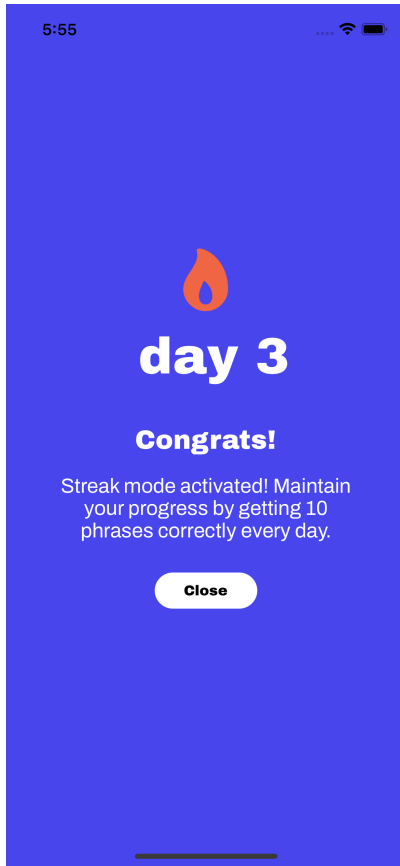 5:55
day 3
Congrats!
Streak mode activated! Maintain
your progress by getting 10
phrases correctly every day.
Close